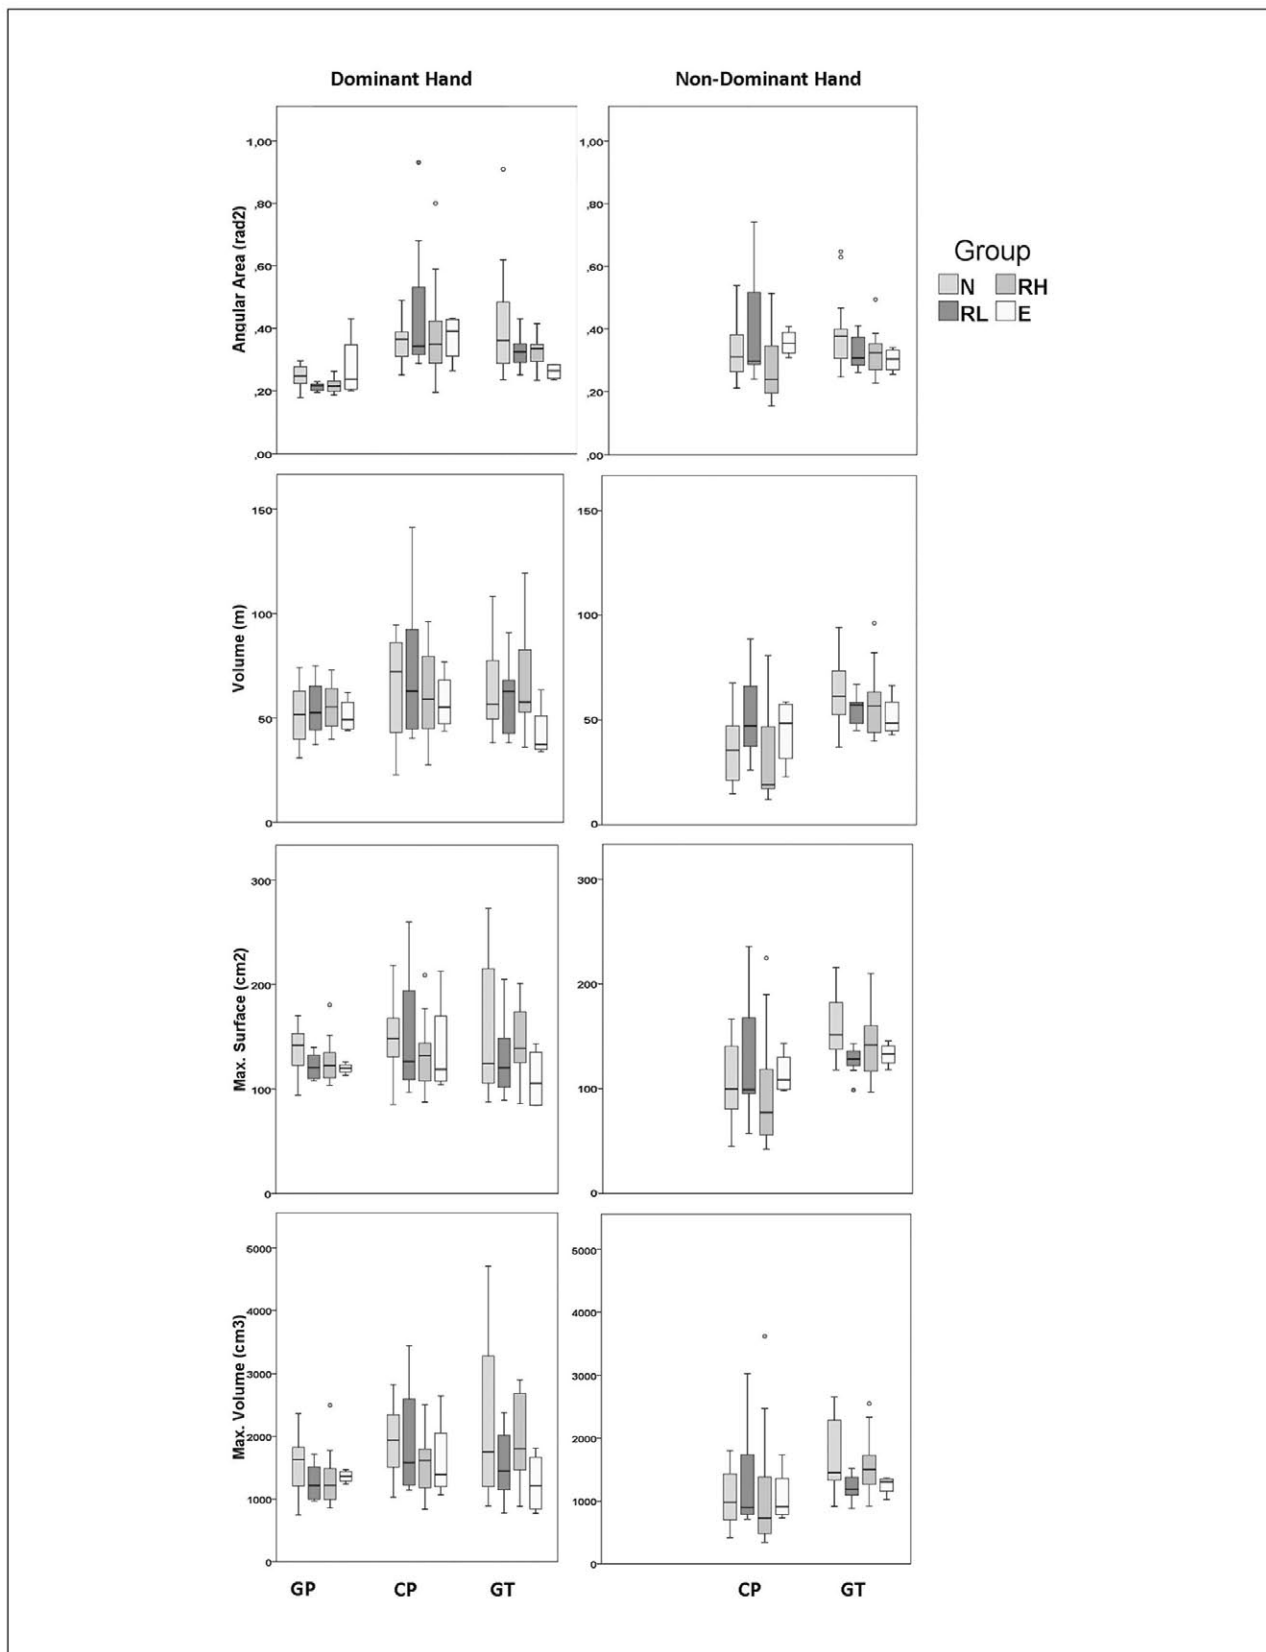 Dominant Hand
Non-Dominant Hand
Angular Area (rad2)
1,00
,80
,60
,40
,20
,00
1,00
,80
,60
,40
,20
,00
Group
N
RH
RL
E
Volume (m)
150
100
50
0
150
100
50
0
Max. Surface (cm2)
300
200
100
0
300
200
100
0
Max. Volume (cm3)
5000
4000
3000
2000
1000
0
5000
4000
3000
2000
1000
0
GP
CP
GT
CP
GT